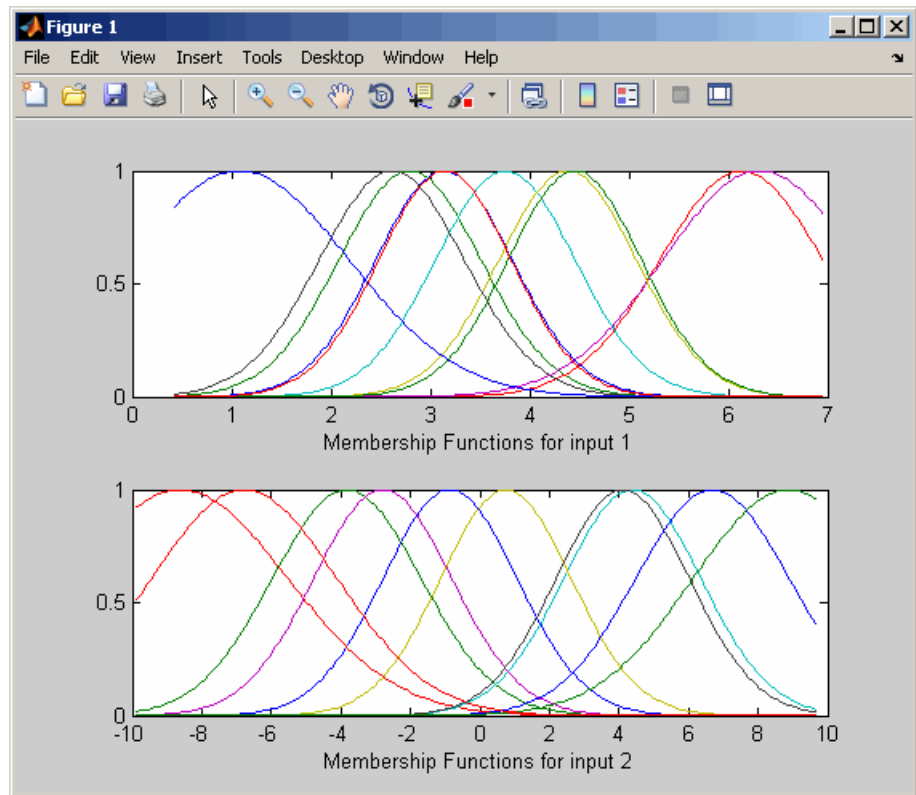 Figure 1
File Edit View Insert Tools Desktop Window Help
1
0.5
0
0 1 2 3 4 5 6 7
Membership Functions for input 1
1
0.5
0
-10 -8 -6 -4 -2 0 2 4 6 8 10
Membership Functions for input 2